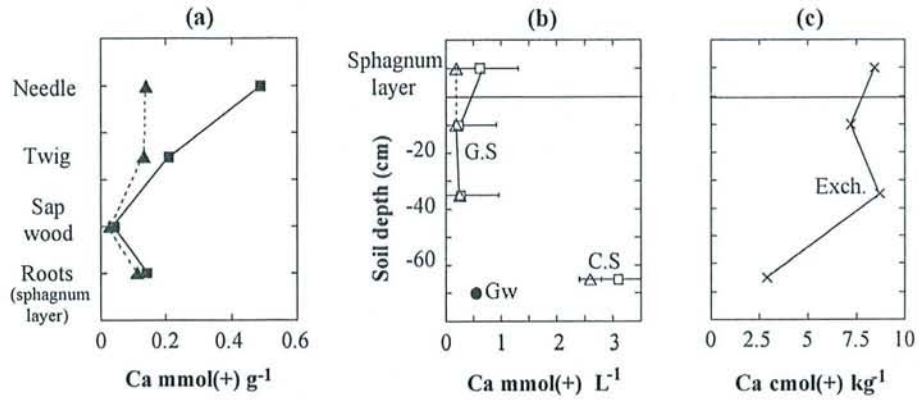 (a)
Needle
Twig
Sap
wood
Roots
(sphagnum
layer)
0 0.2 0.4 0.6
Ca mmol(+) g-1
(b)
Sphagnum
layer
Soil depth (cm)
-20
-40
-60
G.S
C.S
Gw
0 1 2 3
Ca mmol(+) L-1
(c)
Exch.
0 2.5 5 7.5 10
Ca cmol(+) kg-1